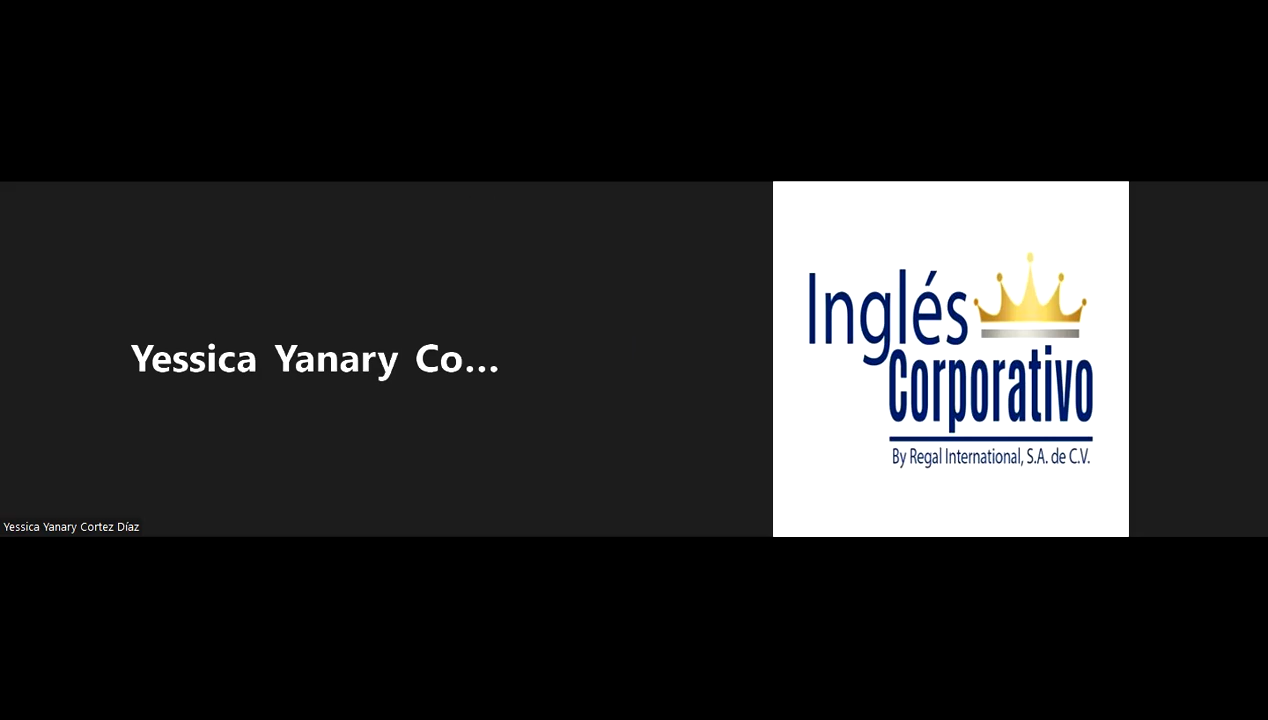 Yessica Yanary Co...
Yessica Yanary Cortez Díaz
Inglés
Corporativo
By Regal International, S.A. de C.V.